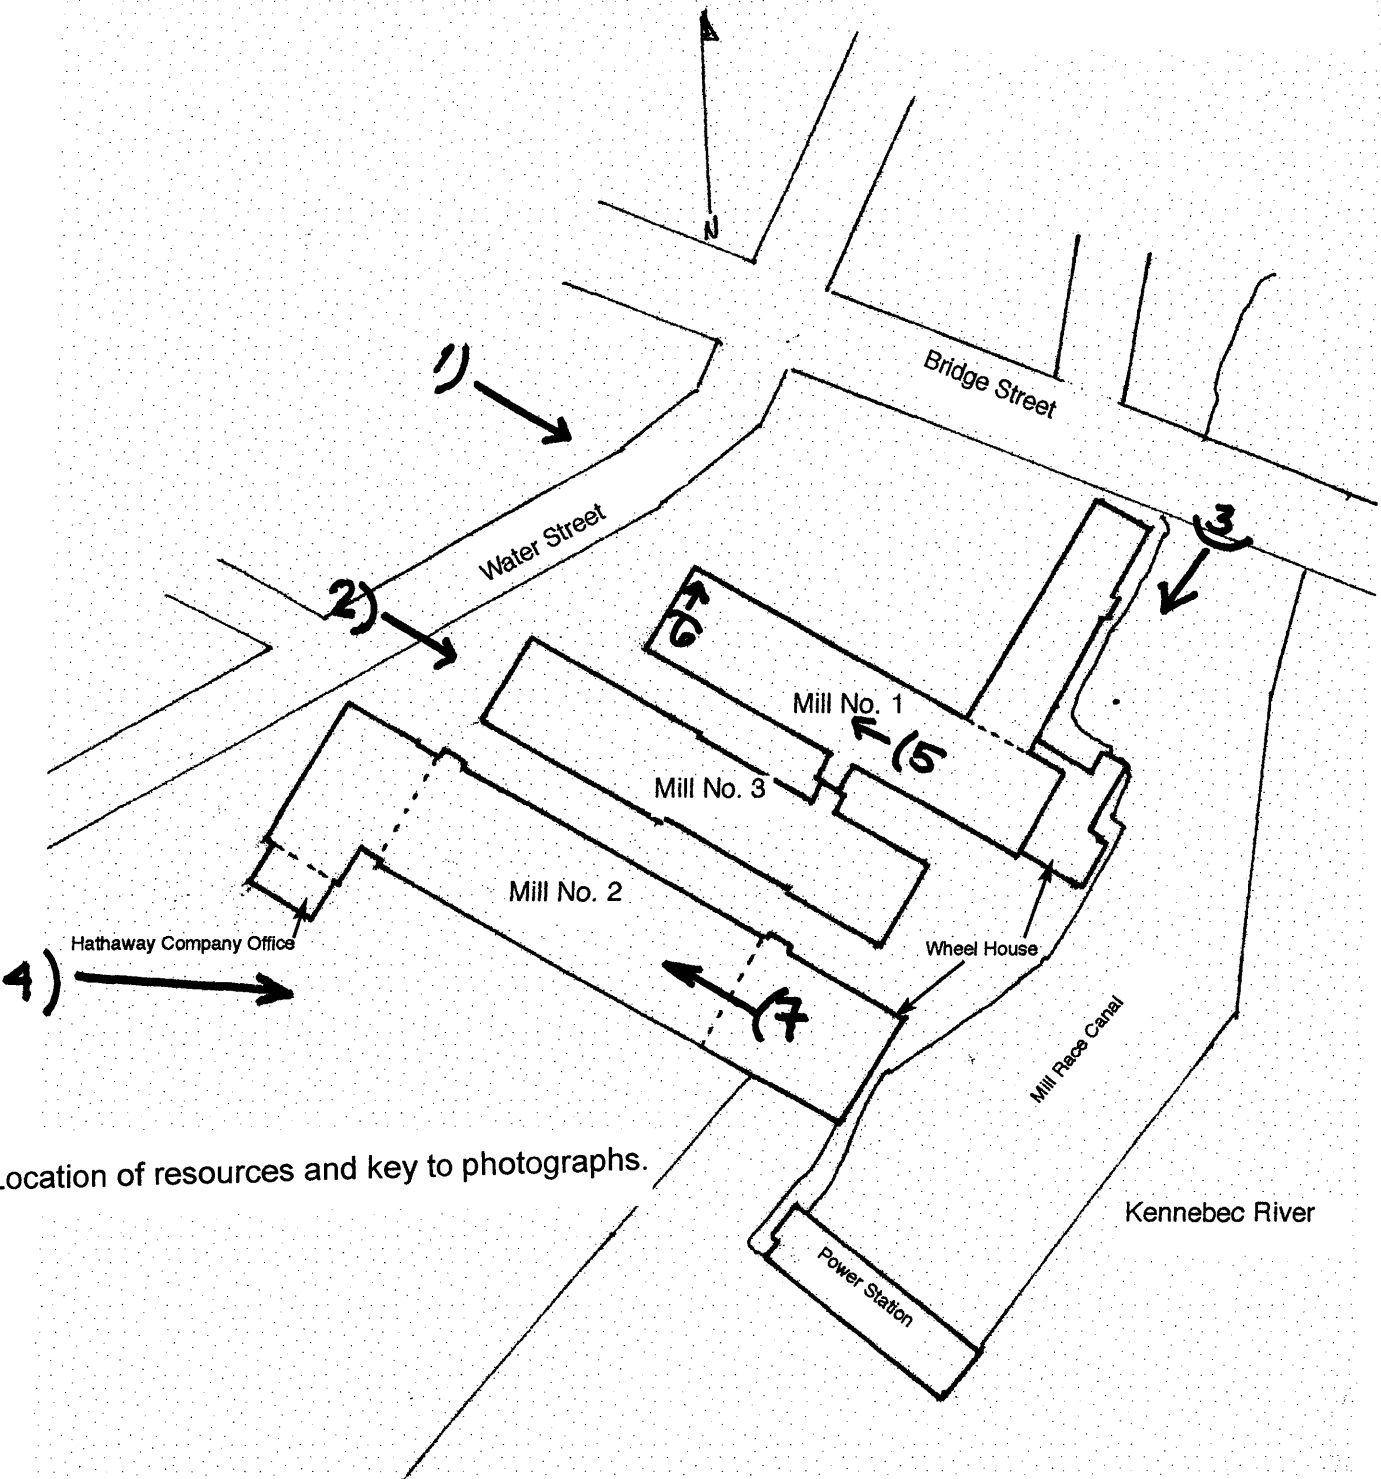 N
Bridge Street
1)
Water Street
(3
2)
6
Mill No. 1
(5
Mill No. 3
Mill No. 2
Hathaway Company Office
Wheel House
4)
(7
Mill Race Canal
Location of resources and key to photographs.
Kennebec River
Power Station